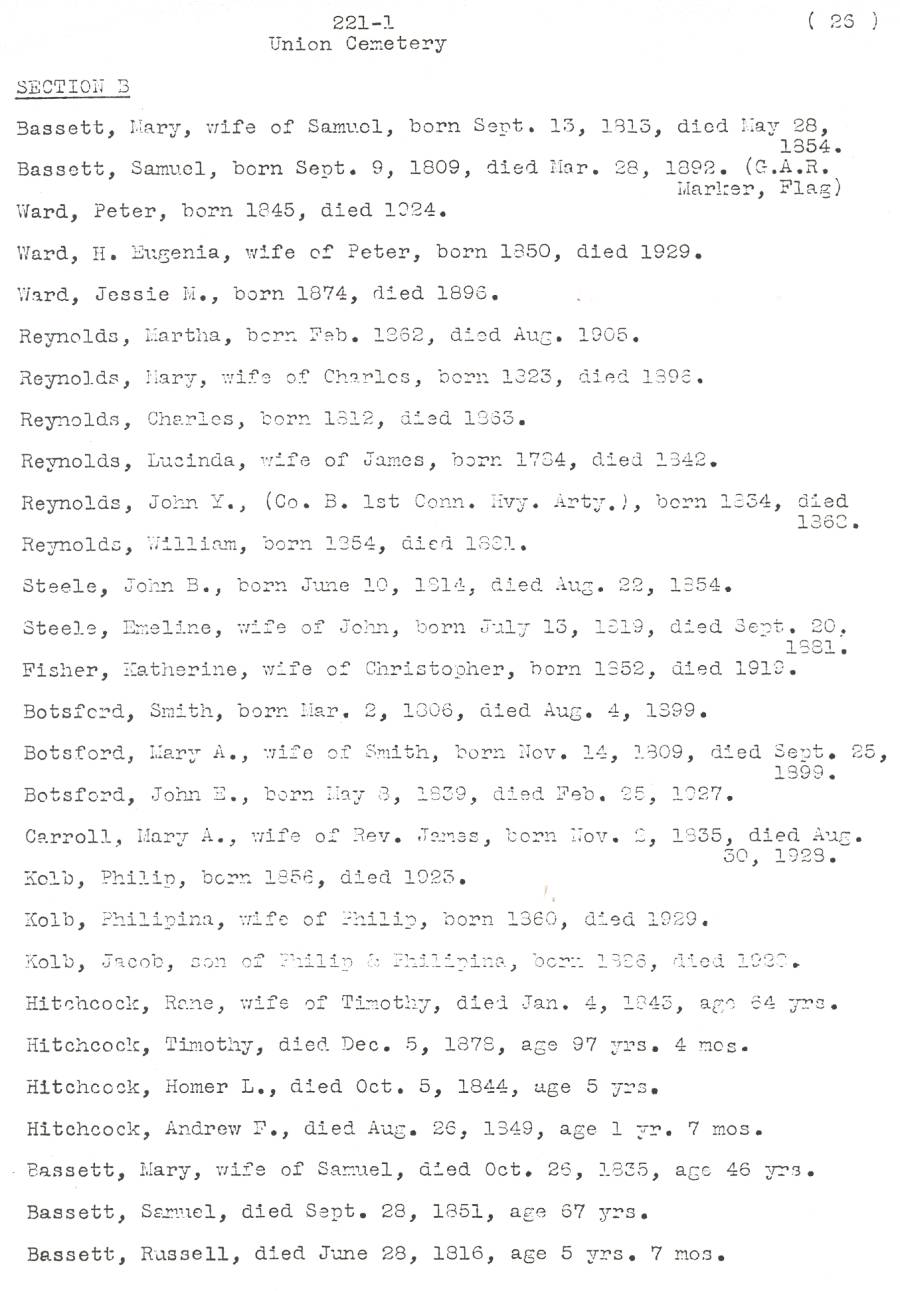 221-1
( 26 )
Union Cemetery
SECTION B
Bassett, Mary, wife of Samuel, born Sept. 13, 1813, died May 28,
1854.
Bassett, Samuel, born Sept. 9, 1809, died Mar. 28, 1892. (G.A.R.
Marker, Flag)
Ward, Peter, born 1845, died 1924.
Ward, H. Eugenia, wife of Peter, born 1850, died 1929.
Ward, Jessie M., born 1874, died 1896.
Reynolds, Martha, born Feb. 1862, died Aug. 1905.
Reynolds, Mary, wife of Charles, born 1823, died 1896.
Reynolds, Charles, born 1812, died 1863.
Reynolds, Lucinda, wife of James, born 1784, died 1842.
Reynolds, John Y., (Co. B. 1st Conn. Hvy. Arty.), born 1834, died
Reynolds, William, born 1854, died 1881.
Steele, John B., born June 10, 1814, died Aug. 22, 1854.
Steele, Emeline, wife of John, born July 13, 1819, died Sept. 20,
1881.
Fisher, Katherine, wife of Christopher, born 1852, died
Botsford, Smith, born Mar. 2, 1806, died Aug. 4, 1899.
Botsford, Mary A., wife of Smith, born Nov. 14, 1809, died Sept. 25,
1899.
Botsford, John E., born May 8, 1839, died Feb. 25, 1927.
Carroll, Mary A., wife of Rev. James, born Nov. 1835, died Aug.
30, 1928.
Kolb, Philip, born 1856, died 1923.
Kolb, Philipina, wife of Philip, born 1860, died 1929.
Kolb, Jacob, son of Philip & Philipina, born died
Hitchcock, Rane, wife of Timothy, died Jan. 4, 1843, age 64 yrs.
Hitchcock, Timothy, died Dec. 5, 1878, age 97 yrs. 4 mos.
Hitchcock, Homer L., died Oct. 5, 1844, age 5 yrs.
Hitchcock, Andrew F., died Aug. 26, 1849, age 1 yr. 7 mos.
Bassett, Mary, wife of Samuel, died Oct. 26, 1835, age 46 yrs.
Bassett, Samuel, died Sept. 28, 1851, age 67 yrs.
Bassett, Russell, died June 28, 1816, age 5 yrs. 7 mos.